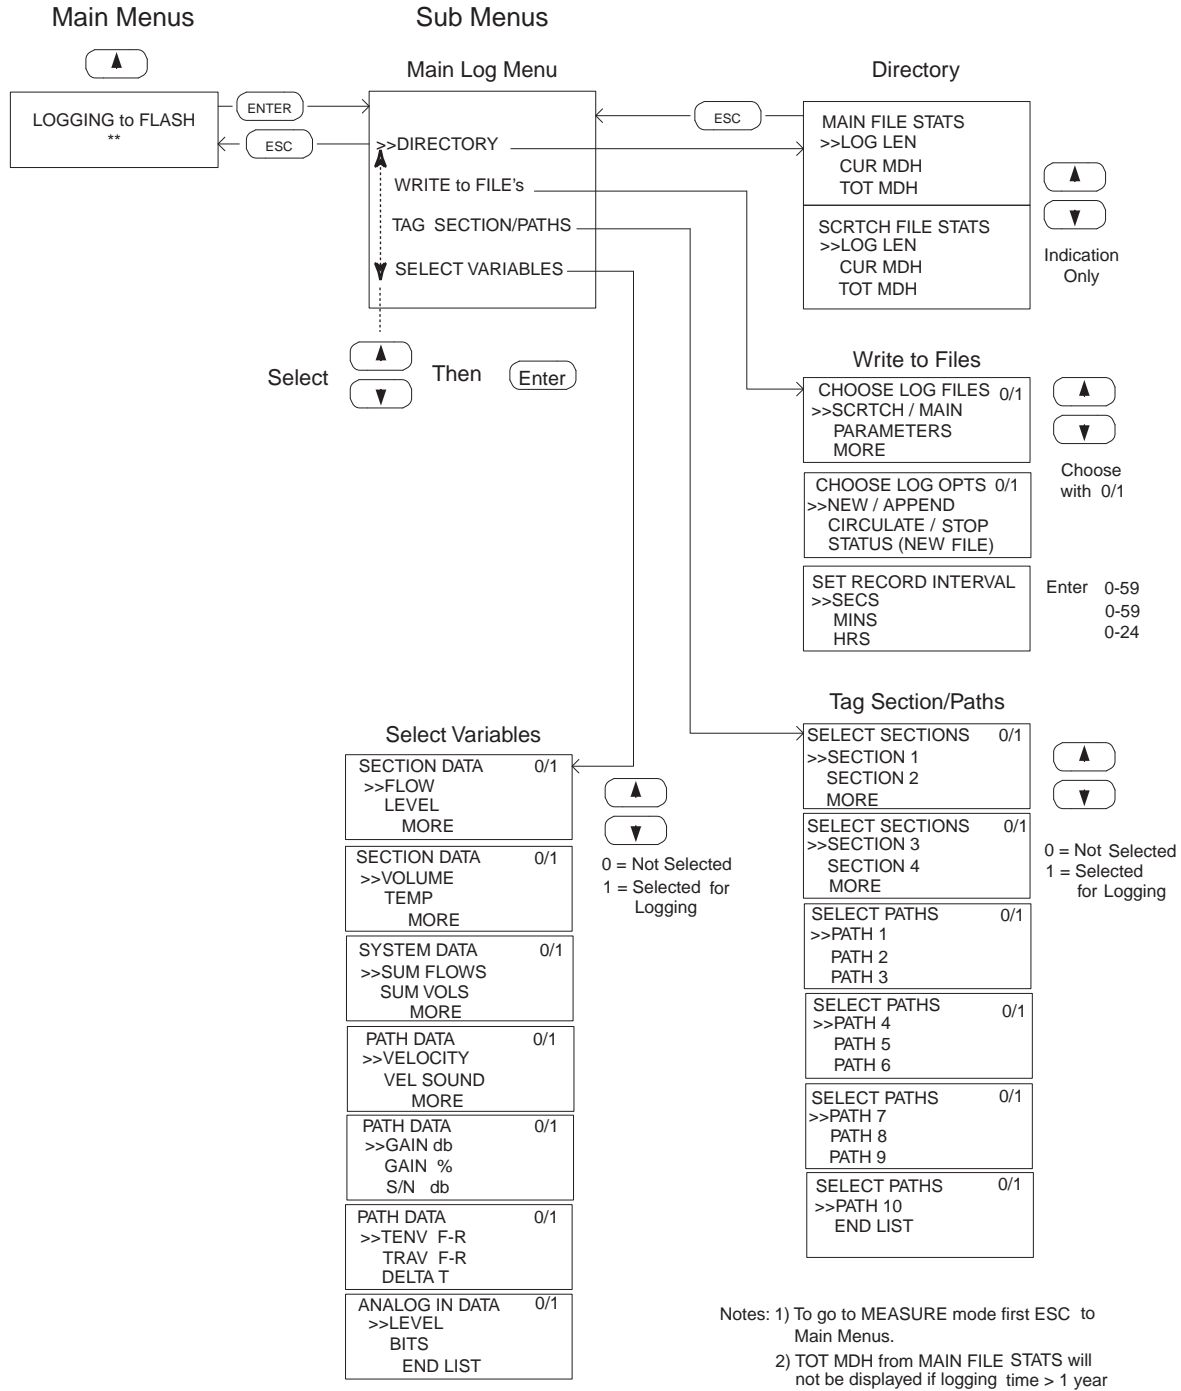 Main Menus
Sub Menus
LOGGING to FLASH
**
ENTER
ESC
Main Log Menu
>>DIRECTORY
WRITE to FILE's
TAG SECTION/PATHS
SELECT VARIABLES
Select
Then
Enter
ESC
Directory
MAIN FILE STATS
>>LOG LEN
CUR MDH
TOT MDH
SCRTCH FILE STATS
>>LOG LEN
CUR MDH
TOT MDH
Indication
Only
Write to Files
CHOOSE LOG FILES 0/1
>>SCRTCH / MAIN
PARAMETERS
MORE
Choose
with 0/1
CHOOSE LOG OPTS 0/1
>>NEW / APPEND
CIRCULATE / STOP
STATUS (NEW FILE)
SET RECORD INTERVAL
>>SECS
MINS
HRS
Enter 0-59
0-59
0-24
Select Variables
SECTION DATA 0/1
>>FLOW
LEVEL
MORE
SECTION DATA 0/1
>>VOLUME
TEMP
MORE
SYSTEM DATA 0/1
>>SUM FLOWS
SUM VOLS
MORE
PATH DATA 0/1
>>VELOCITY
VEL SOUND
MORE
PATH DATA 0/1
>>GAIN db
GAIN %
S/N db
PATH DATA 0/1
>>TENV F-R
TRAV F-R
DELTA T
ANALOG IN DATA 0/1
>>LEVEL
BITS
END LIST
0 = Not Selected
1 = Selected for
Logging
Tag Section/Paths
SELECT SECTIONS 0/1
>>SECTION 1
SECTION 2
MORE
SELECT SECTIONS 0/1
>>SECTION 3
SECTION 4
MORE
SELECT PATHS 0/1
>>PATH 1
PATH 2
PATH 3
SELECT PATHS 0/1
>>PATH 4
PATH 5
PATH 6
SELECT PATHS 0/1
>>PATH 7
PATH 8
PATH 9
SELECT PATHS 0/1
>>PATH 10
END LIST
0 = Not Selected
1 = Selected
for Logging
Notes: 1) To go to MEASURE mode first ESC to
Main Menus.
2) TOT MDH from MAIN FILE STATS will
not be displayed if logging time > 1 year